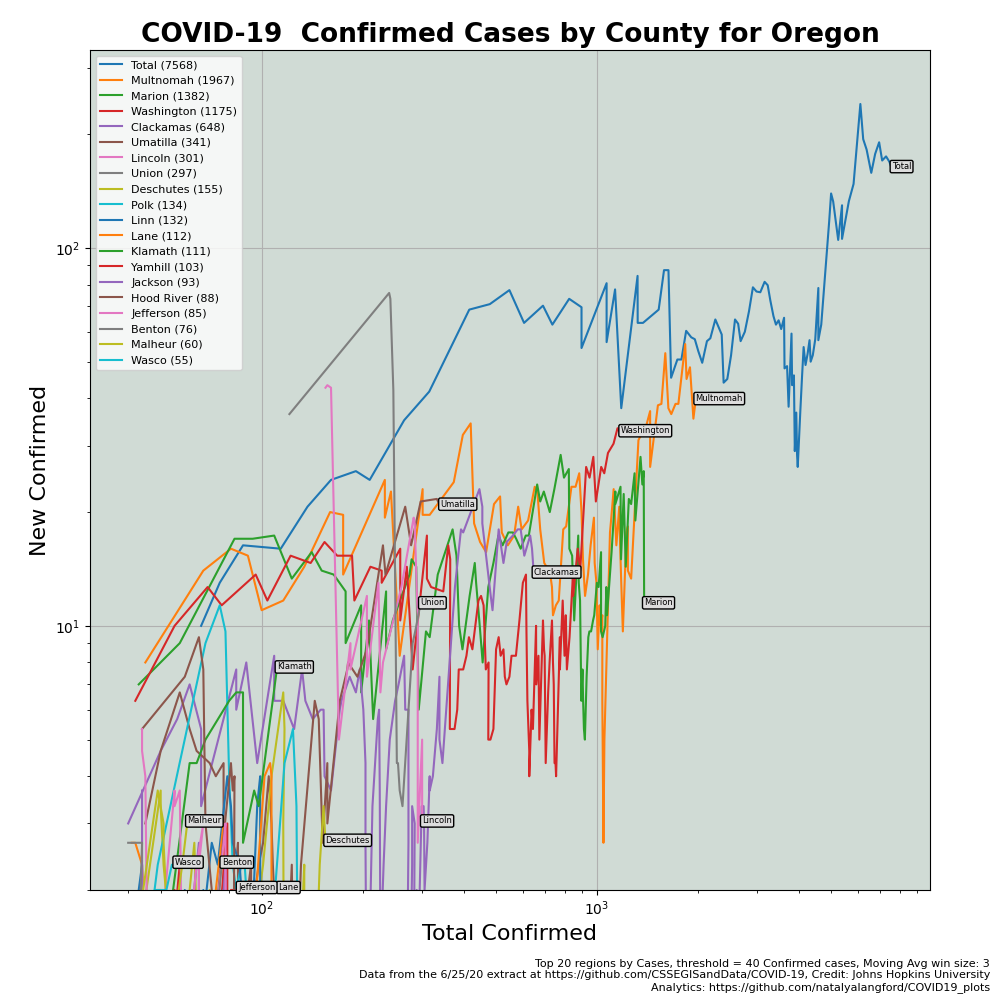 COVID-19  Confirmed Cases by County for Oregon
Total (7568)
Multnomah (1967)
Marion (1382)
Washington (1175)
Clackamas (648)
Umatilla (341)
Lincoln (301)
Union (297)
Deschutes (155)
Polk (134)
Linn (132)
Lane (112)
Klamath (111)
Yamhill (103)
Jackson (93)
Hood River (88)
Jefferson (85)
Benton (76)
Malheur (60)
Wasco (55)
Total
10²
Multnomah
Washington
Umatilla
Clackamas
Union
Marion
10¹
Klamath
Malheur
Lincoln
Deschutes
Wasco
Benton
Jefferson
Lane
New Confirmed
10²
10³
Total Confirmed
Top 20 regions by Cases, threshold = 40 Confirmed cases, Moving Avg win size: 3
Data from the 6/25/20 extract at https://github.com/CSSEGISandData/COVID-19, Credit: Johns Hopkins University
Analytics: https://github.com/natalyalangford/COVID19_plots